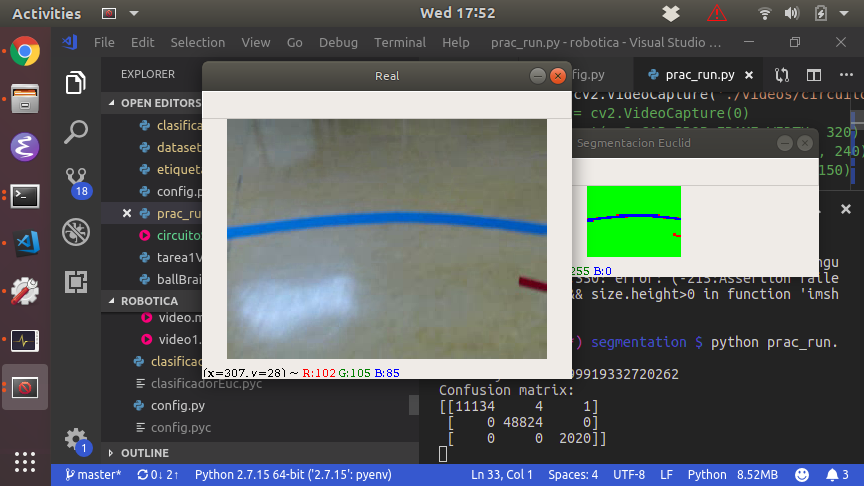 Activities
Wed 17:52
File Edit Selection View Go Debug Terminal Help prac_run.py - robotica - Visual Studio ...
EXPLORER
OPEN EDITORS
clasific
dataset
etiquet
config.p
prac_ru
circuito
tarea1V
ballBrai
ROBOTICA
video.m
video1.
clasificad
clasificadorEuc.pyc
config.py
config.pyc
OUTLINE
fig.py
prac_run.py
cv2.VideoCapture('./videos/circuito
= cv2.VideoCapture(0)
320)
, 240)
150)
Real
Segmentacion Euclid
255 B:0
(x=307, y=28) ~ R:102 G:105 B:85
ngu
error: (-215:Assertion faile
&& size.height>0 in function 'imsh
) segmentation $ python prac_run.
99919332720262
Confusion matrix:
[[11134 4 1]
[ 0 48824 0]
[ 0 0 2020]]
18
1
master* 0↓ 2↑ Python 2.7.15 64-bit ('2.7.15': pyenv) Ln 33, Col 1 Spaces: 4 UTF-8 LF Python 8.52MB 3